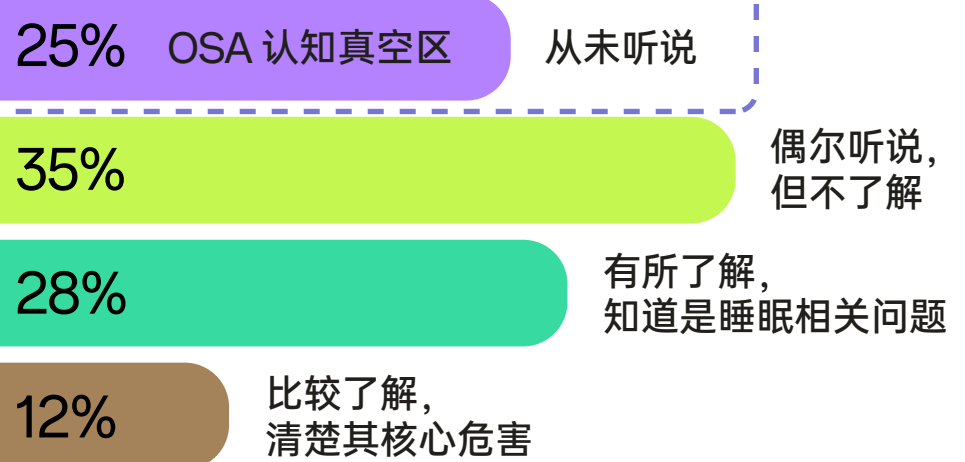 25% OSA 认知真空区 从未听说
35%
偶尔听说，
但不了解
28%
有所了解，
知道是睡眠相关问题
12%
比较了解，
清楚其核心危害